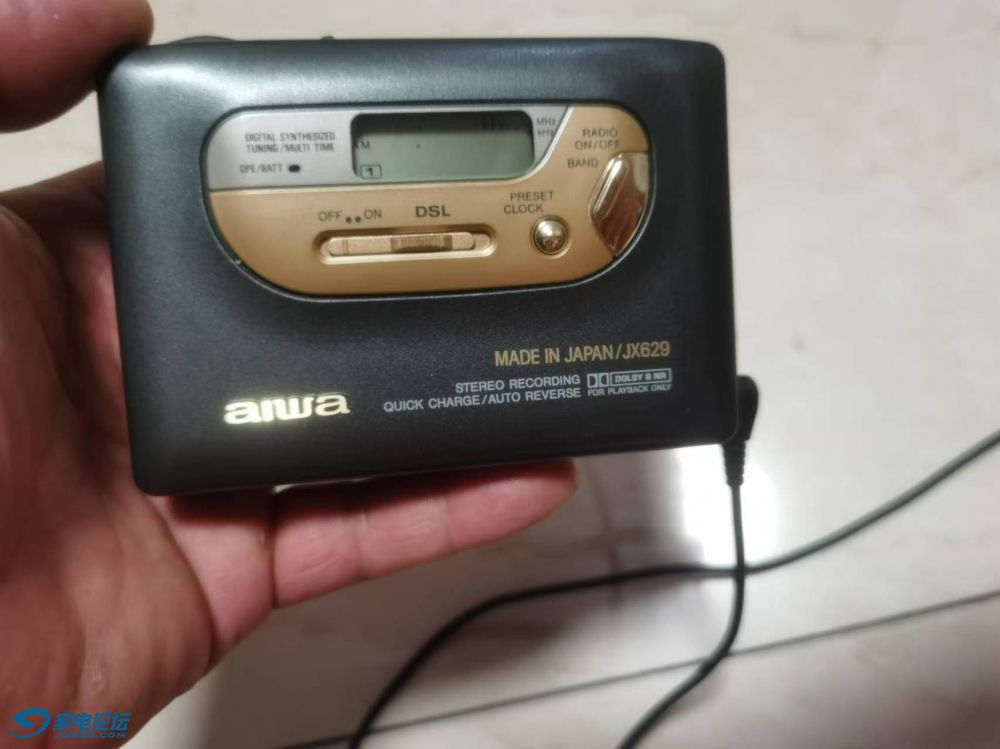 DIGITAL SYNTHESIZED
TUNING/MULTI TIME
OPE/BATT
AM
1
MHz
kHz
RADIO
ON/OFF
BAND
PRESET
CLOCK
OFF ON DSL
MADE IN JAPAN/JX629
STEREO RECORDING
QUICK CHARGE/AUTO REVERSE
DOLBY B NR
FOR PLAYBACK ONLY
aiwa
家电论坛